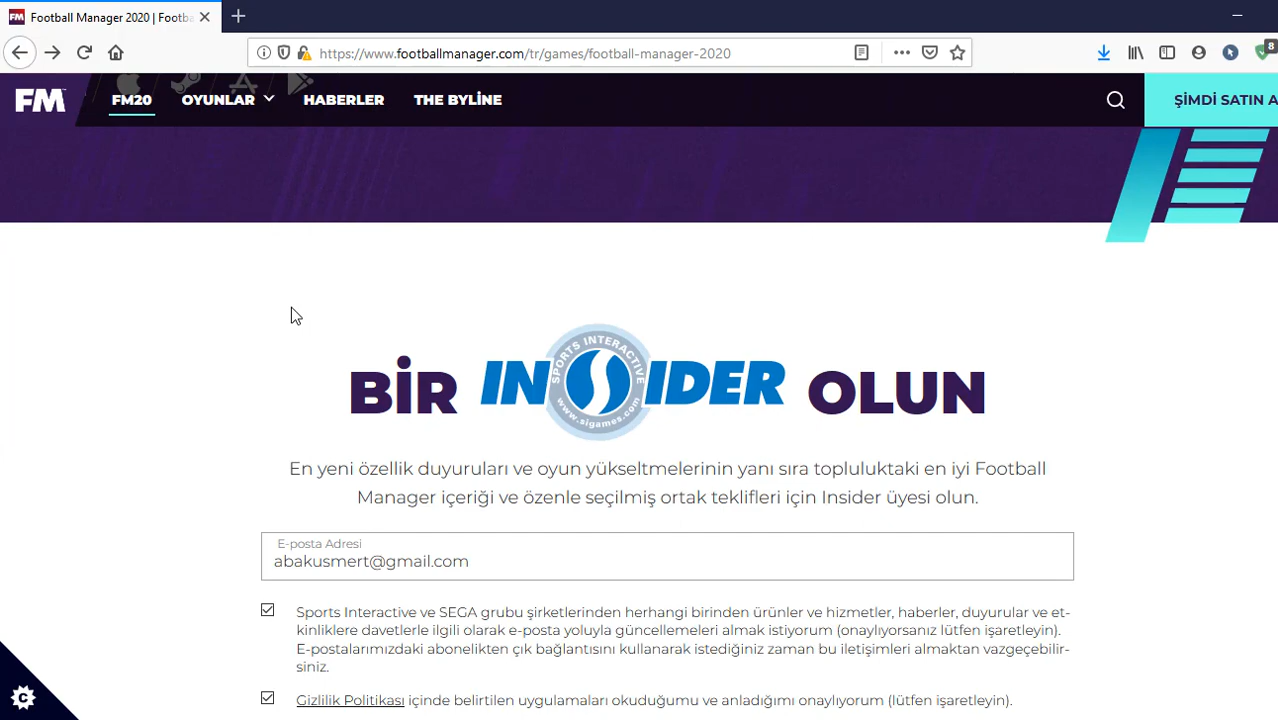 FM Football Manager 2020 | Footba
https://www.footballmanager.com/tr/games/football-manager-2020
8
FM FM20 OYUNLAR HABERLER THE BYLİNE ŞİMDİ SATIN A
BİR INSIDER OLUN
SPORTS INTERACTIVE
www.sigames.com
En yeni özellik duyuruları ve oyun yükseltmelerinin yanı sıra topluluktaki en iyi Football
Manager içeriği ve özenle seçilmiş ortak teklifleri için Insider üyesi olun.
E-posta Adresi
abakusmert@gmail.com
Sports Interactive ve SEGA grubu şirketlerinden herhangi birinden ürünler ve hizmetler, haberler, duyurular ve et-
kinliklere davetlerle ilgili olarak e-posta yoluyla güncellemeleri almak istiyorum (onaylıyorsanız lütfen işaretleyin).
E-postalarımızdaki abonelikten çık bağlantısını kullanarak istediğiniz zaman bu iletişimleri almaktan vazgeçebilir-
siniz.
Gizlilik Politikası içinde belirtilen uygulamaları okuduğumu ve anladığımı onaylıyorum (lütfen işaretleyin).